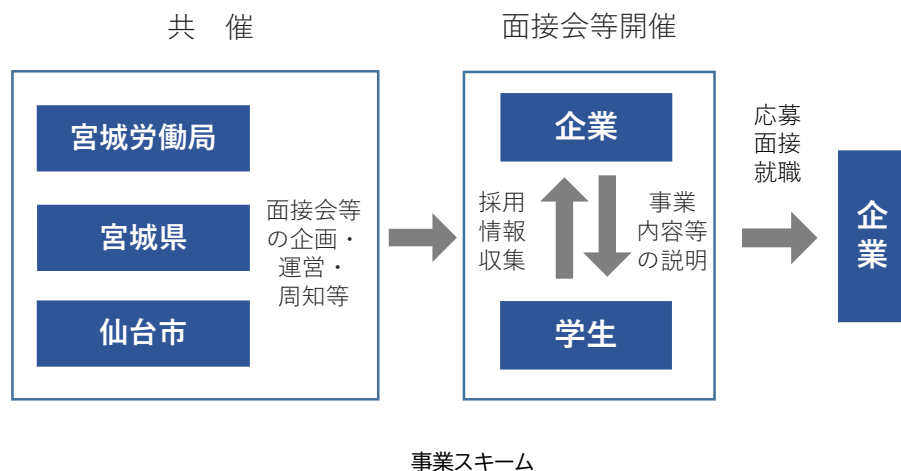 共 催
宮城労働局
宮城県
仙台市
面接会等
の企画・
運営・
周知等
面接会等開催
企業
採用
情報
収集
事業
内容等
の説明
学生
応募
面接
就職
企
業
事業スキーム